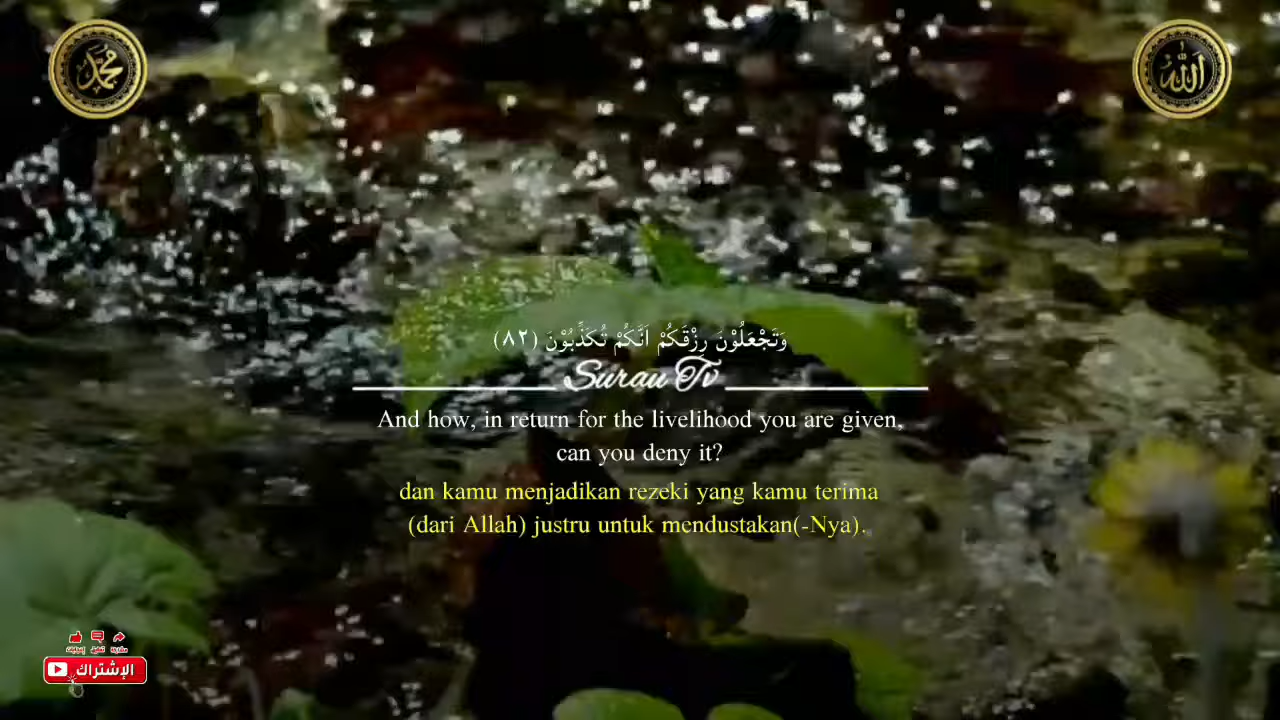 محمد
الله
وَتَجْعَلُوْنَ رِزْقَكُمْ اَنَّكُمْ تُكَذِّبُوْنَ (٨٢)
Surau Tv
And how, in return for the livelihood you are given,
can you deny it?
dan kamu menjadikan rezeki yang kamu terima
(dari Allah) justru untuk mendustakan(-Nya).
الإشتراك